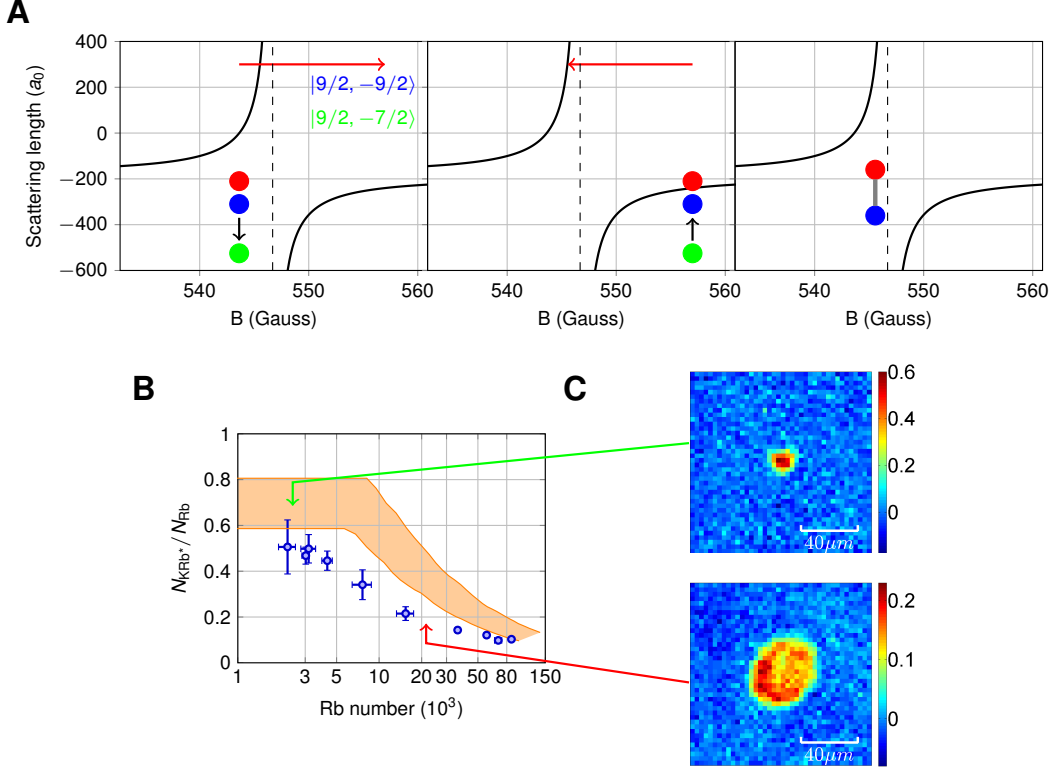 A
Scattering length (a₀)
400
200
0
−200
−400
−600
|9/2, −9/2⟩
|9/2, −7/2⟩
540 550 560
540 550 560
540 550 560
B (Gauss)
B (Gauss)
B (Gauss)
B
N_KRb* / N_Rb
1
0.8
0.6
0.4
0.2
0
1 3 5 10 20 30 50 80 150
Rb number (10³)
C
0.6
0.4
0.2
0
40μm
0.2
0.1
0
40μm